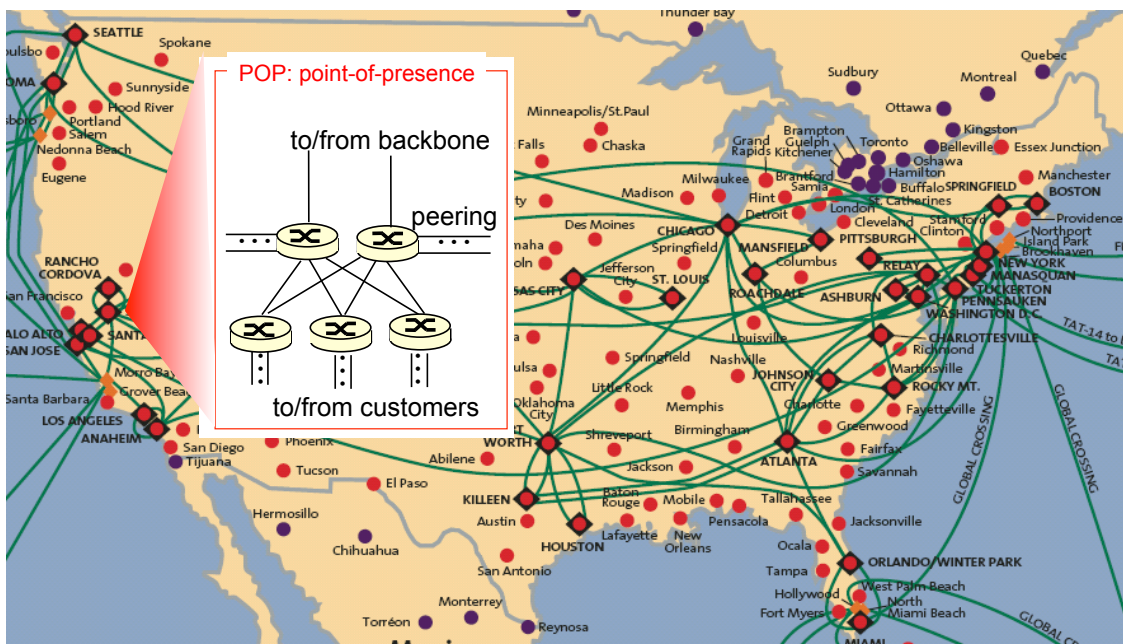 POP: point-of-presence
to/from backbone
peering
to/from customers
Thunder Bay
SEATTLE
Spokane
Sunnyside
Hood River
Portland
Salem
Nedonna Beach
Eugene
RANCHO
CORDOVA
San Francisco
SAN JOSE
Morro Bay
Grover Beach
Santa Barbara
LOS ANGELES
ANAHEIM
San Diego
Tijuana
Phoenix
Tucson
El Paso
Hermosillo
Chihuahua
Monterrey
Torréon
Reynosa
Minneapolis/St.Paul
Chaska
Falls
Madison
Milwaukee
Des Moines
CHICAGO
Springfield
Jefferson
City
ST. LOUIS
Grand
Rapids
Flint
Detroit
MANSFIELD
Columbus
ROACHDALE
Louisville
Springfield
Nashville
Little Rock
Memphis
Oklahoma
City
WORTH
Shreveport
Birmingham
Abilene
Jackson
KILLEEN
Austin
HOUSTON
San Antonio
Baton
Rouge
Lafayette
New
Orleans
Mobile
Pensacola
Tallahassee
ATLANTA
JOHNSON
CITY
Charlotte
Greenwood
Fairfax
Savannah
Jacksonville
Ocala
Tampa
ORLANDO/WINTER PARK
West Palm Beach
Hollywood
North
Miami Beach
Fort Myers
MIAMI
Sudbury
Ottawa
Montreal
Quebec
Kingston
Belleville
Oshawa
Toronto
Brampton
Guelph
Kitchener
Hamilton
Brantford
Sarnia
London
St. Catherines
Buffalo
Cleveland
PITTSBURGH
Essex Junction
Manchester
SPRINGFIELD
BOSTON
Providence
Stamford
Clinton
Northport
Island Park
Brookhaven
NEW YORK
MANASQUAN
TUCKERTON
PENNSAUKEN
WASHINGTON D.C.
RELAY
ASHBURN
CHARLOTTESVILLE
Richmond
Martinsville
ROCKY MT.
Fayetteville
TAT-14 to
GLOBAL CROSSING
GLOBAL CROSSING